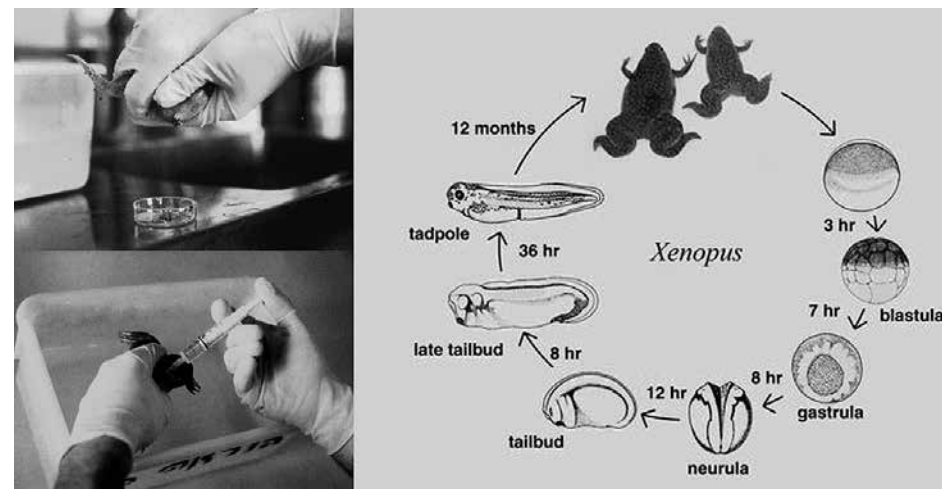 12 months
3 hr
tadpole
36 hr
Xenopus
7 hr
blastula
late tailbud
8 hr
8 hr
12 hr
gastrula
tailbud
neurula